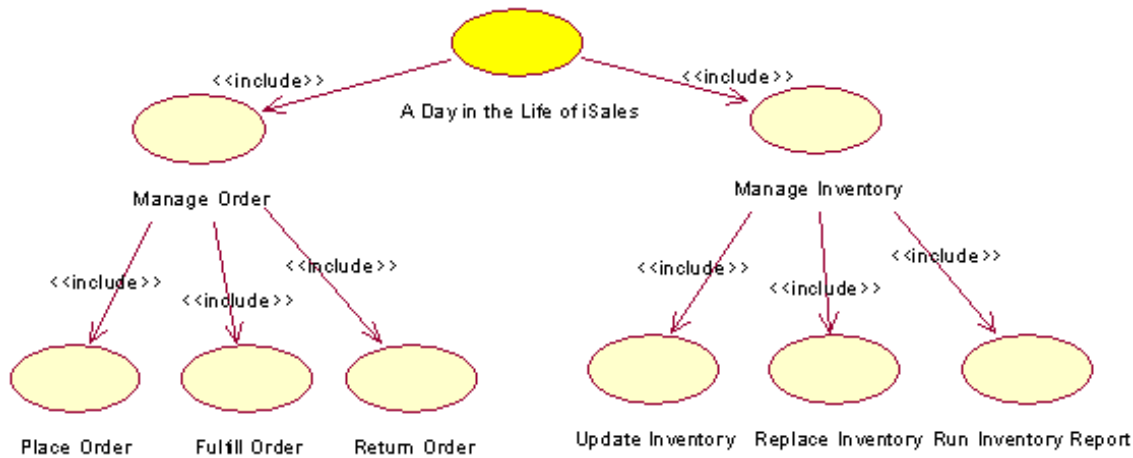 <<include>>
<<include>>
A Day in the Life of iSales
Manage Order
Manage Inventory
<<include>>
<<include>>
<<include>>
<<include>>
<<include>>
<<include>>
Place Order
Fulfill Order
Return Order
Update Inventory
Replace Inventory
Run Inventory Report